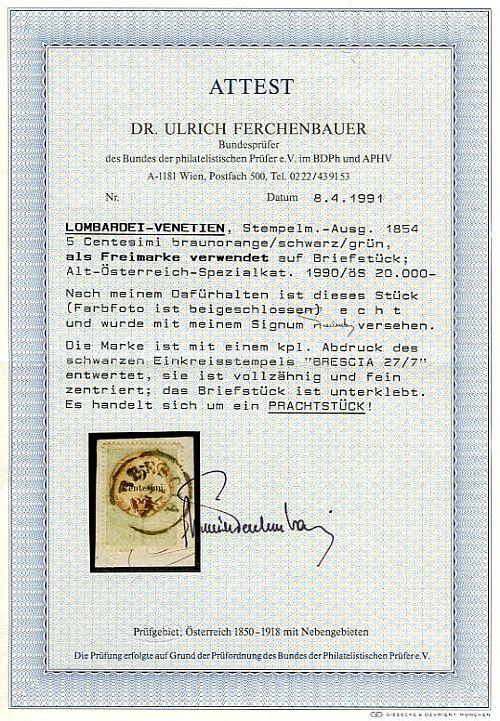 ATTEST
DR. ULRICH FERCHENBAUER
Bundesprüfer
des Bundes der philatelistischen Prüfer e.V. im BDPh und APHV
A-1181 Wien, Postfach 500, Tel. 0222/439153
Nr. Datum 8.4.1991
LOMBARDEI-VENETIEN, Stempelm.-Ausg. 1854
5 Centesimi braunorange/schwarz/grün,
als Freimarke verwendet auf Briefstück;
Alt-Österreich-Spezialkat. 1990/öS 20.000-
Nach meinem Dafürhalten ist dieses Stück
(Farbfoto ist beigeschlossen) e c h t
und wurde mit meinem Signum versehen.
Die Marke ist mit einem kpl. Abdruck des
schwarzen Einkreisstempels "BRESCIA 27/7"
entwertet, sie ist vollzähnig und fein
zentriert; das Briefstück ist unterklebt.
Es handelt sich um ein PRACHTSTÜCK!
BRESCIA
Centesimi
Prüfgebiet: Österreich 1850-1918 mit Nebengebieten
Die Prüfung erfolgte auf Grund der Prüfordnung des Bundes der Philatelistischen Prüfer e.V.
GIESECKE & DEVRIENT MÜNCHEN